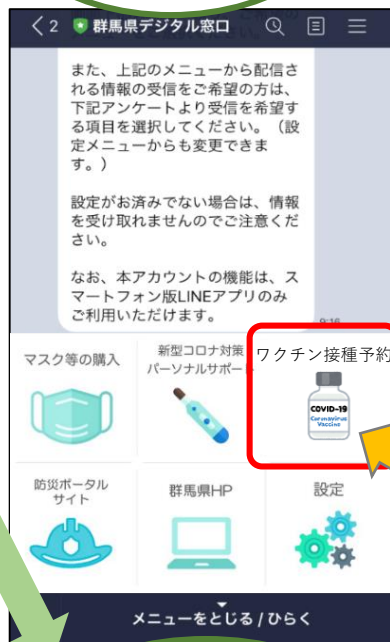 2 群馬県デジタル窓口
また、上記のメニューから配信さ
れる情報の受信をご希望の方は、
下記アンケートより受信を希望す
る項目を選択してください。（設
定メニューからも変更できま
す。）
設定がお済みでない場合は、情報
を受け取れませんのでご注意くだ
さい。
なお、本アカウントの機能は、ス
マートフォン版LINEアプリのみ
ご利用いただけます。
9:16
マスク等の購入
新型コロナ対策
パーソナルサポート
ワクチン接種予約
COVID-19
Coronavirus
Vaccine
防災ポータル
サイト
群馬県HP
設定
メニューをとじる / ひらく